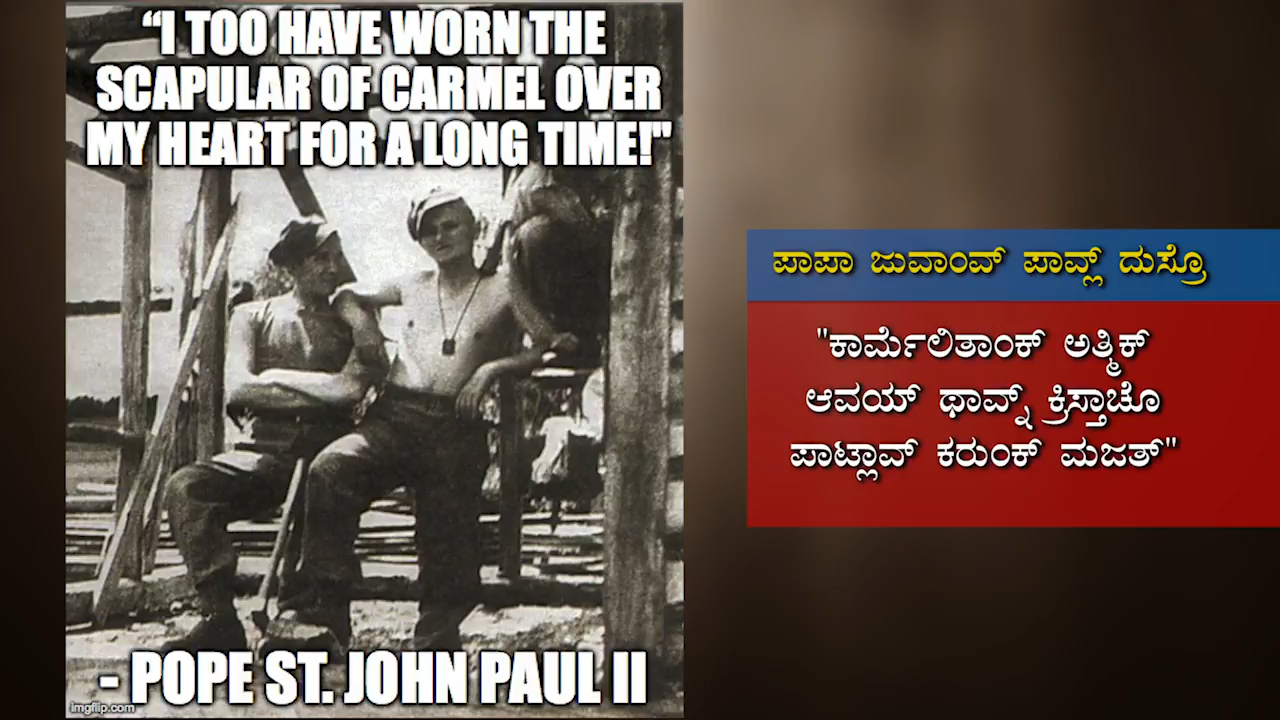 “I TOO HAVE WORN THE
SCAPULAR OF CARMEL OVER
MY HEART FOR A LONG TIME!"
- POPE ST. JOHN PAUL II
imgflip.com
ಪಾಪಾ ಜುವಾಂವ್ ಪಾವ್ಲ್ ದುಸ್ರೊ
"ಕಾರ್ಮೆಲಿತಾಂಕ್ ಅತ್ಮಿಕ್
ಆವಯ್ ಥಾವ್ನ್ ಕ್ರಿಸ್ತಾಚೊ
ಪಾಟ್ಲಾವ್ ಕರುಂಕ್ ಮಜತ್"